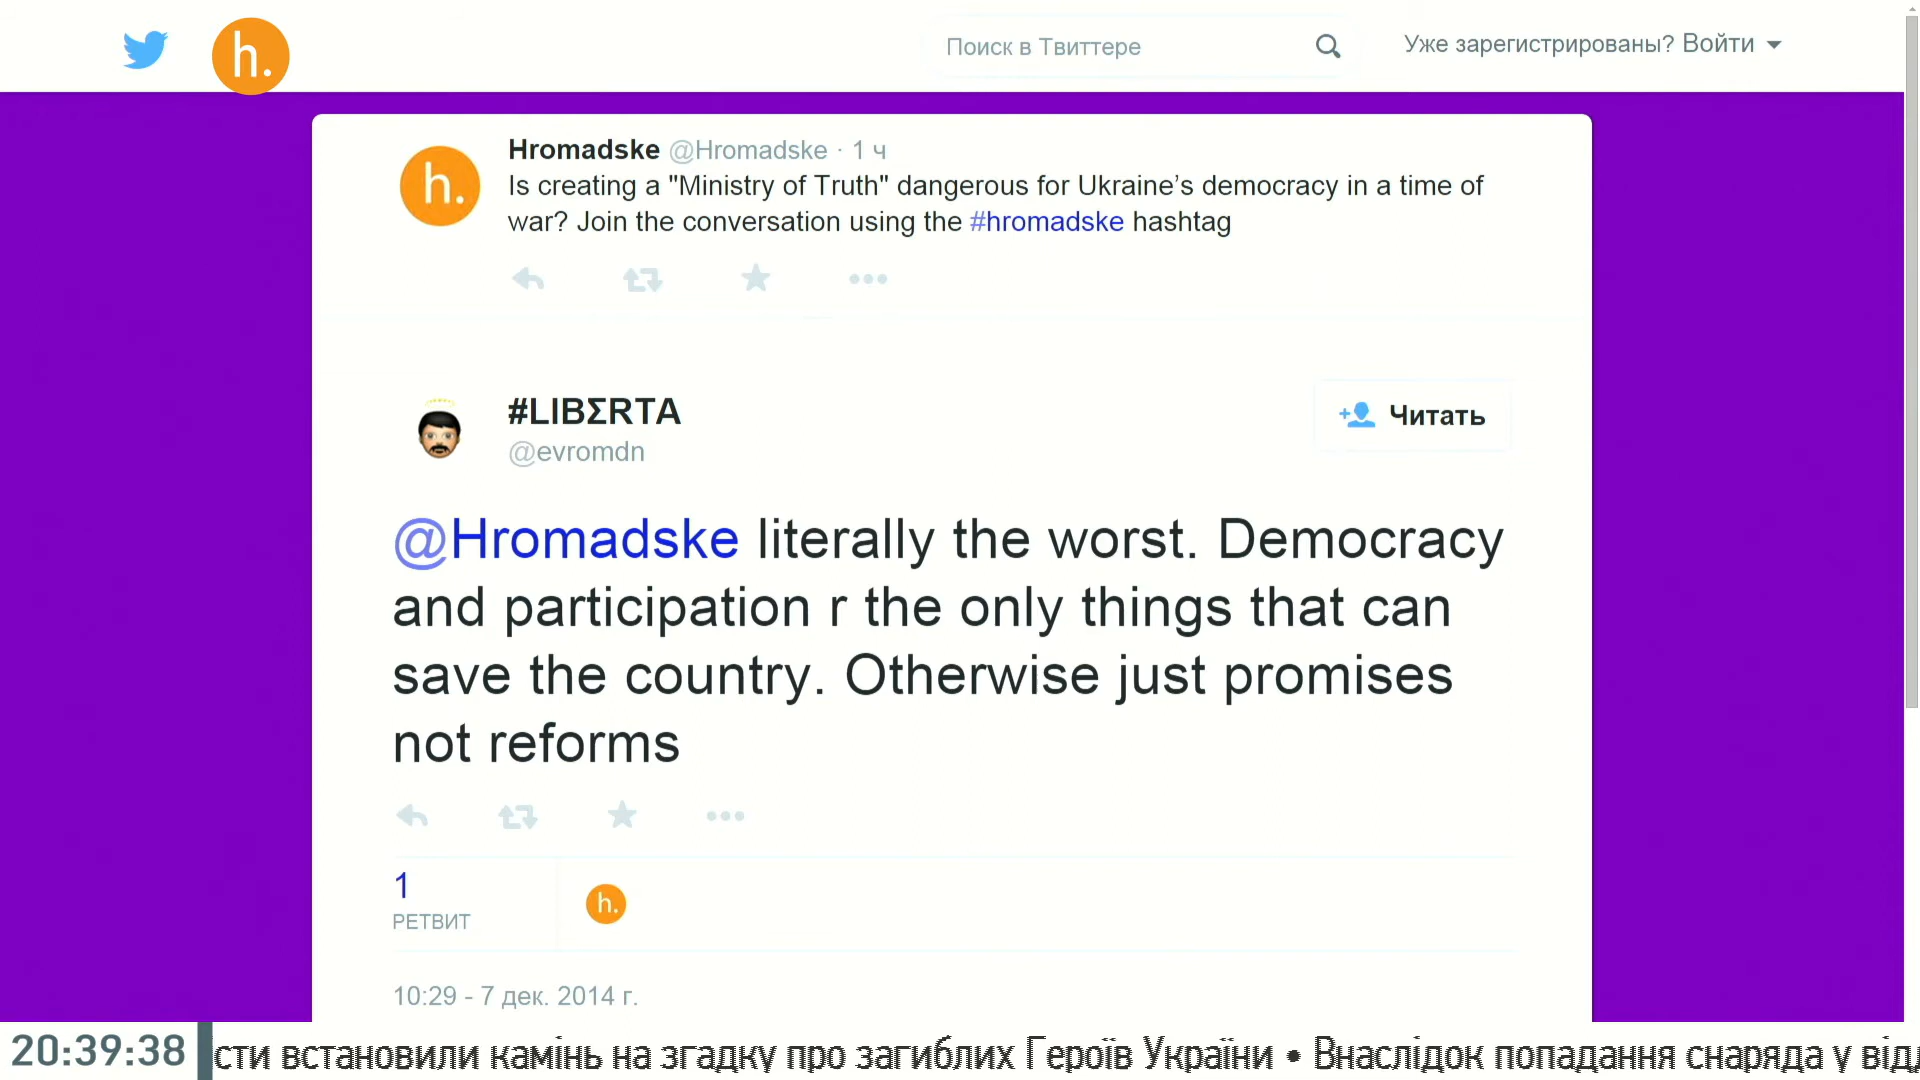 h.
Поиск в Твиттере
Уже зарегистрированы? Войти
h.
Hromadske @Hromadske · 1 ч
Is creating a "Ministry of Truth" dangerous for Ukraine’s democracy in a time of
war? Join the conversation using the #hromadske hashtag
#LIBΣRTA
@evromdn
Читать
@Hromadske literally the worst. Democracy
and participation r the only things that can
save the country. Otherwise just promises
not reforms
1
РЕТВИТ
h.
10:29 - 7 дек. 2014 г.
20:39:38
сти встановили камінь на згадку про загиблих Героїв України • Внаслідок попадання снаряда у відд